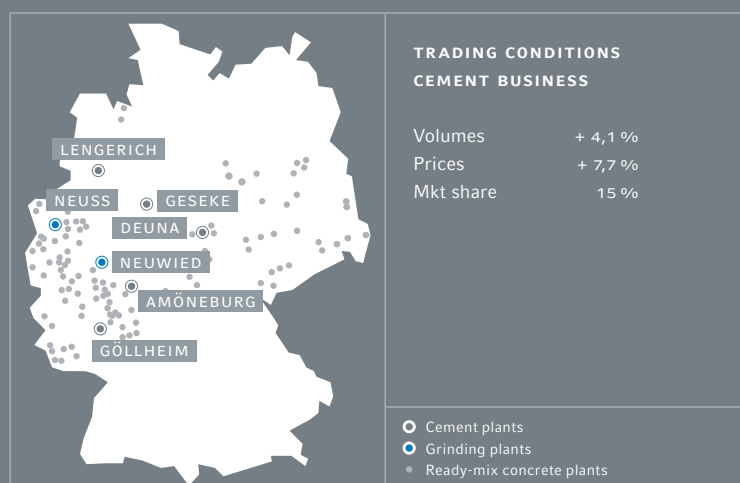 LENGERICH
NEUSS
GESEKE
DEUNA
NEUWIED
AMÖNEBURG
GÖLLHEIM
TRADING CONDITIONS
CEMENT BUSINESS
Volumes + 4,1 %
Prices + 7,7 %
Mkt share 15 %
Cement plants
Grinding plants
Ready-mix concrete plants